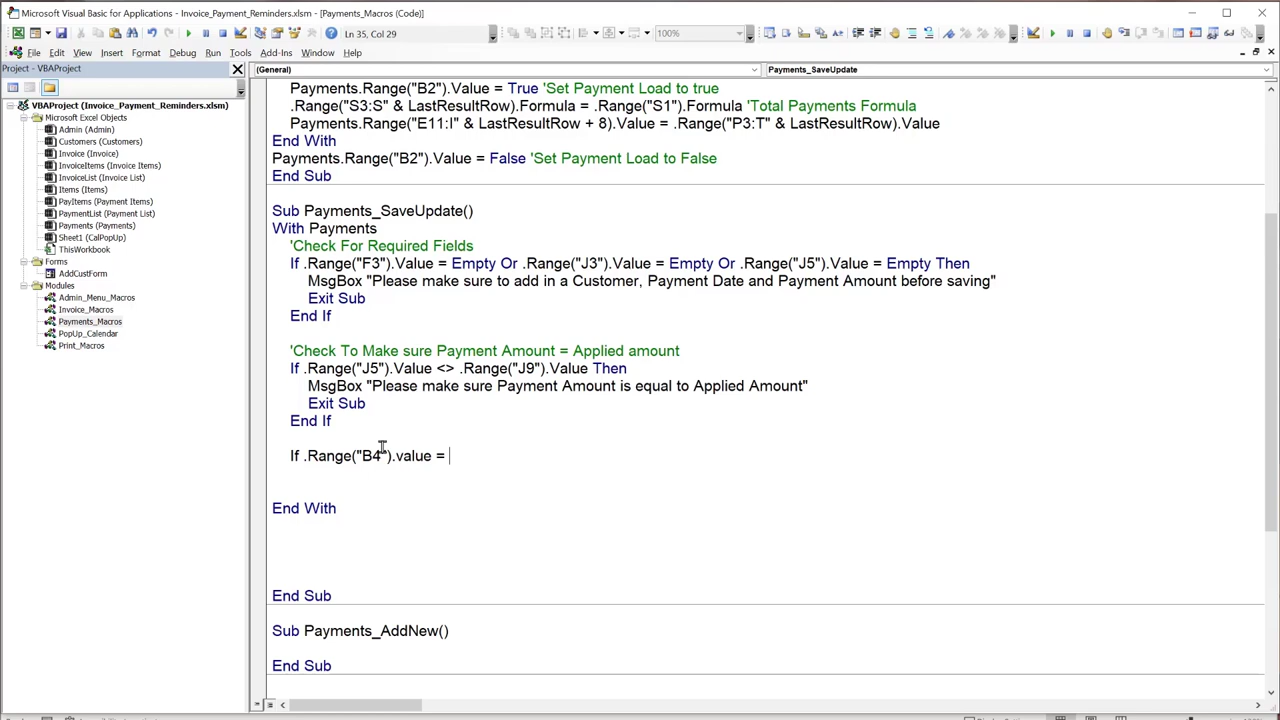 Microsoft Visual Basic for Applications - Invoice_Payment_Reminders.xlsm - [Payments_Macros (Code)]
Ln 35, Col 29
100%
File Edit View Insert Format Debug Run Tools Add-Ins Window Help
Project - VBAProject
(General)
Payments_SaveUpdate
VBAProject (Invoice_Payment_Reminders.xlsm)
Microsoft Excel Objects
Admin (Admin)
Customers (Customers)
Invoice (Invoice)
InvoiceItems (Invoice Items)
InvoiceList (Invoice List)
Items (Items)
PayItems (Payment Items)
PaymentList (Payment List)
Payments (Payments)
Sheet1 (CalPopUp)
ThisWorkbook
Forms
AddCustForm
Modules
Admin_Menu_Macros
Invoice_Macros
Payments_Macros
PopUp_Calendar
Print_Macros
Payments.Range("B2").Value = True 'Set Payment Load to true
.Range("S3:S" & LastResultRow).Formula = .Range("S1").Formula 'Total Payments Formula
Payments.Range("E11:I" & LastResultRow + 8).Value = .Range("P3:T" & LastResultRow).Value
End With
Payments.Range("B2").Value = False 'Set Payment Load to False
End Sub
Sub Payments_SaveUpdate()
With Payments
'Check For Required Fields
If .Range("F3").Value = Empty Or .Range("J3").Value = Empty Or .Range("J5").Value = Empty Then
MsgBox "Please make sure to add in a Customer, Payment Date and Payment Amount before saving"
Exit Sub
End If
'Check To Make sure Payment Amount = Applied amount
If .Range("J5").Value <> .Range("J9").Value Then
MsgBox "Please make sure Payment Amount is equal to Applied Amount"
Exit Sub
End If
If .Range("B4").value =
End With
End Sub
Sub Payments_AddNew()
End Sub